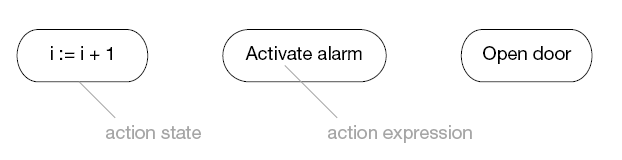 i := i + 1
Activate alarm
Open door
action state
action expression